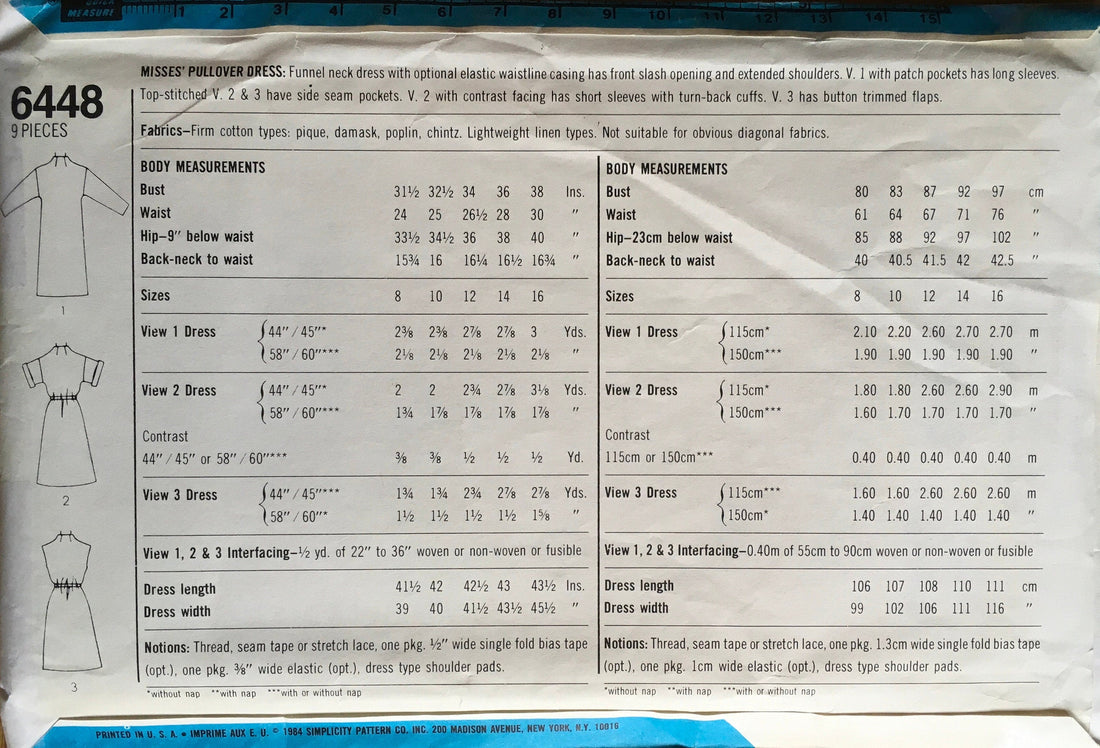 QUICK MEASURE 1 2 3 4 5 6 7 8 9 10 11 12 13 14 15
6448
9 PIECES
MISSES' PULLOVER DRESS: Funnel neck dress with optional elastic waistline casing has front slash opening and extended shoulders. V. 1 with patch pockets has long sleeves.
Top-stitched V. 2 & 3 have side seam pockets. V. 2 with contrast facing has short sleeves with turn-back cuffs. V. 3 has button trimmed flaps.
Fabrics–Firm cotton types: pique, damask, poplin, chintz. Lightweight linen types. Not suitable for obvious diagonal fabrics.
BODY MEASUREMENTS
Bust 31½ 32½ 34 36 38 Ins.
Waist 24 25 26½ 28 30 "
Hip–9" below waist 33½ 34½ 36 38 40 "
Back-neck to waist 15¾ 16 16¼ 16½ 16¾ "
Sizes 8 10 12 14 16
View 1 Dress 44" / 45"* 2⅜ 2⅜ 2⅞ 2⅞ 3 Yds.
58" / 60"*** 2⅛ 2⅛ 2⅛ 2⅛ 2⅛ "
View 2 Dress 44" / 45"* 2 2 2¾ 2⅞ 3⅛ Yds.
58" / 60"*** 1¾ 1⅞ 1⅞ 1⅞ 1⅞ "
Contrast
44" / 45" or 58" / 60"*** ⅜ ⅜ ½ ½ ½ Yd.
View 3 Dress 44" / 45"*** 1¾ 1¾ 2¾ 2⅞ 2⅞ Yds.
58" / 60"* 1½ 1½ 1½ 1½ 1⅝ "
View 1, 2 & 3 Interfacing–½ yd. of 22" to 36" woven or non-woven or fusible
Dress length 41½ 42 42½ 43 43½ Ins.
Dress width 39 40 41½ 43½ 45½ "
Notions: Thread, seam tape or stretch lace, one pkg. ½" wide single fold bias tape
(opt.), one pkg. ⅜" wide elastic (opt.), dress type shoulder pads.
*without nap **with nap ***with or without nap
BODY MEASUREMENTS
Bust 80 83 87 92 97 cm
Waist 61 64 67 71 76 "
Hip–23cm below waist 85 88 92 97 102 "
Back-neck to waist 40 40.5 41.5 42 42.5 "
Sizes 8 10 12 14 16
View 1 Dress 115cm* 2.10 2.20 2.60 2.70 2.70 m
150cm*** 1.90 1.90 1.90 1.90 1.90 "
View 2 Dress 115cm* 1.80 1.80 2.60 2.60 2.90 m
150cm*** 1.60 1.70 1.70 1.70 1.70 "
Contrast
115cm or 150cm*** 0.40 0.40 0.40 0.40 0.40 m
View 3 Dress 115cm*** 1.60 1.60 2.60 2.60 2.60 m
150cm* 1.40 1.40 1.40 1.40 1.40 "
View 1, 2 & 3 Interfacing–0.40m of 55cm to 90cm woven or non-woven or fusible
Dress length 106 107 108 110 111 cm
Dress width 99 102 106 111 116 "
Notions: Thread, seam tape or stretch lace, one pkg. 1.3cm wide single fold bias tape
(opt.), one pkg. 1cm wide elastic (opt.), dress type shoulder pads.
*without nap **with nap ***with or without nap
1
2
3
PRINTED IN U. S. A. • IMPRIME AUX E. U. © 1984 SIMPLICITY PATTERN CO. INC. 200 MADISON AVENUE, NEW YORK, N.Y. 10016